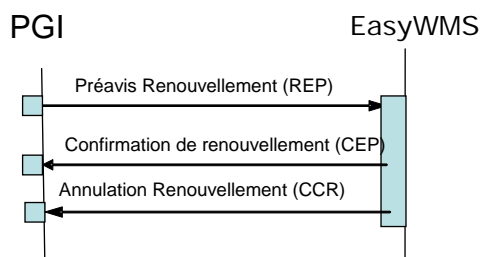 PGI
EasyWMS
Préavis Renouvellement (REP)
Confirmation de renouvellement (CEP)
Annulation Renouvellement (CCR)